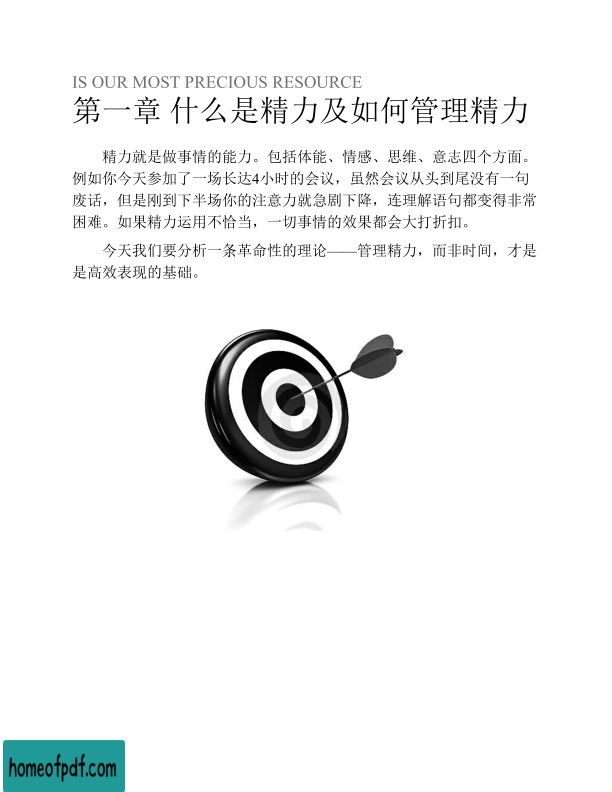 IS OUR MOST PRECIOUS RESOURCE
第一章 什么是精力及如何管理精力
精力就是做事情的能力。包括体能、情感、思维、意志四个方面。
例如你今天参加了一场长达4小时的会议，虽然会议从头到尾没有一句
废话，但是刚到下半场你的注意力就急剧下降，连理解语句都变得非常
困难。如果精力运用不恰当，一切事情的效果都会大打折扣。
今天我们要分析一条革命性的理论——管理精力，而非时间，才是
是高效表现的基础。
homeofpdf.com